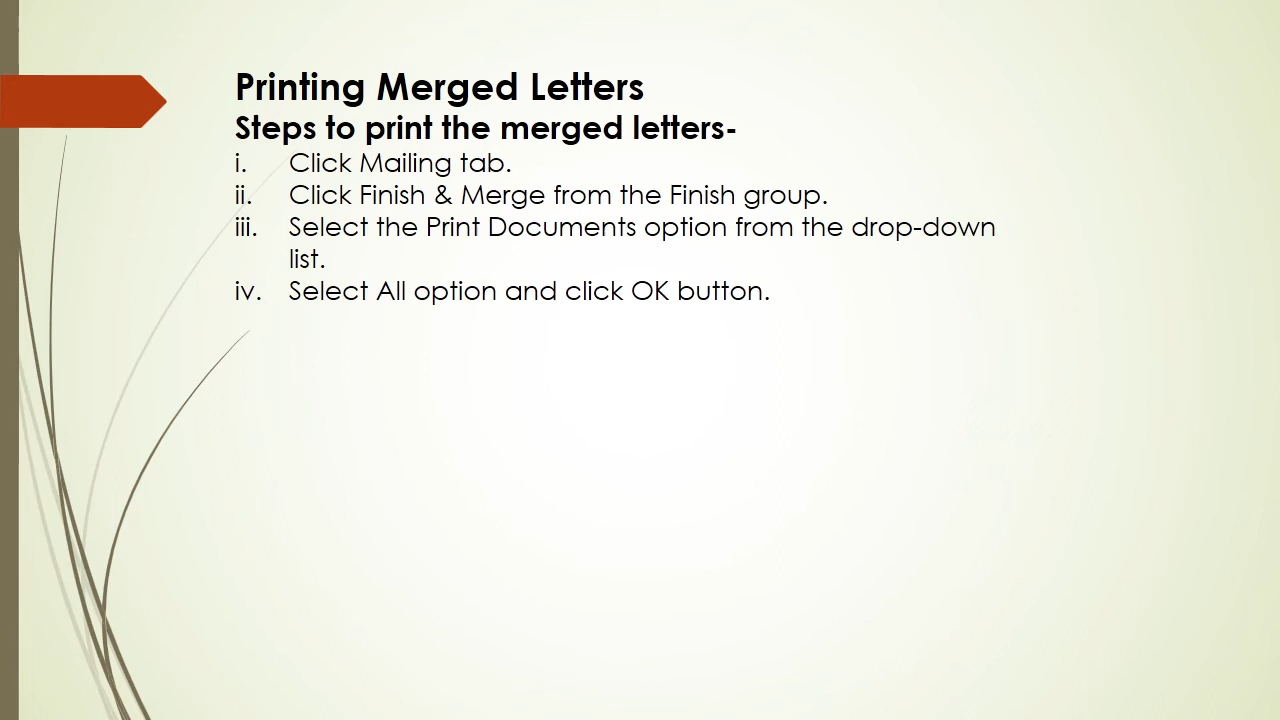 Printing Merged Letters
Steps to print the merged letters-
i. Click Mailing tab.
ii. Click Finish & Merge from the Finish group.
iii. Select the Print Documents option from the drop-down
list.
iv. Select All option and click OK button.